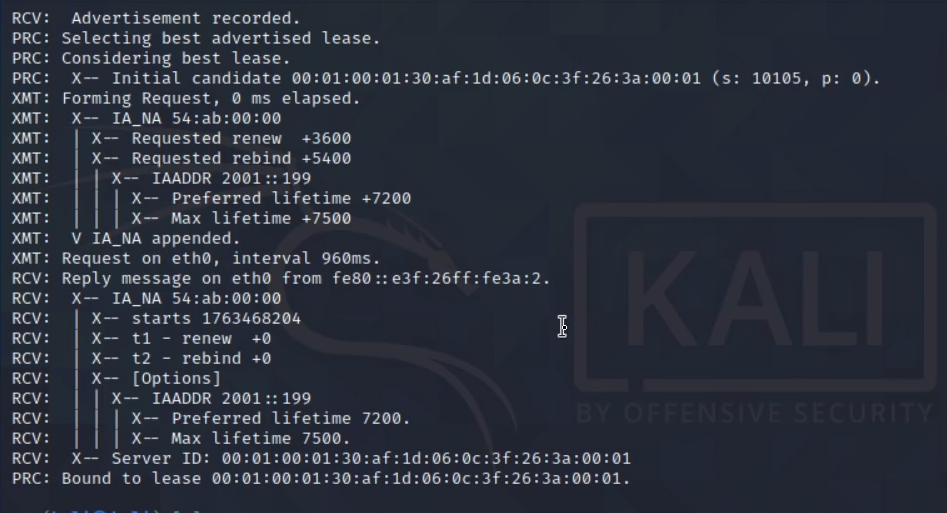 RCV:  Advertisement recorded.
PRC: Selecting best advertised lease.
PRC: Considering best lease.
PRC:  X-- Initial candidate 00:01:00:01:30:af:1d:06:0c:3f:26:3a:00:01 (s: 10105, p: 0).
XMT: Forming Request, 0 ms elapsed.
XMT:  X-- IA_NA 54:ab:00:00
XMT:  | X-- Requested renew  +3600
XMT:  | X-- Requested rebind +5400
XMT:  | | X-- IAADDR 2001::199
XMT:  | | | X-- Preferred lifetime +7200
XMT:  | | | X-- Max lifetime +7500
XMT:  V IA_NA appended.
XMT: Request on eth0, interval 960ms.
RCV: Reply message on eth0 from fe80::e3f:26ff:fe3a:2.
RCV:  X-- IA_NA 54:ab:00:00
RCV:  | X-- starts 1763468204
RCV:  | X-- t1 - renew  +0
RCV:  | X-- t2 - rebind +0
RCV:  | X-- [Options]
RCV:  | | X-- IAADDR 2001::199
RCV:  | | | X-- Preferred lifetime 7200.
RCV:  | | | X-- Max lifetime 7500.
RCV:  X-- Server ID: 00:01:00:01:30:af:1d:06:0c:3f:26:3a:00:01
PRC: Bound to lease 00:01:00:01:30:af:1d:06:0c:3f:26:3a:00:01.
KALI
BY OFFENSIVE SECURITY